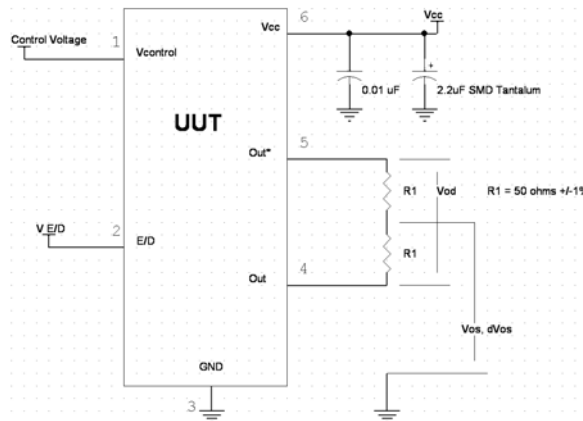 6
Vcc
Vcc
Control Voltage
1
Vcontrol
+
0.01 uF
2.2uF SMD Tantalum
UUT
5
Out*
R1
Vod
R1 = 50 ohms +/-1%
V E/D
2
E/D
R1
Out
4
Vos, dVos
GND
3